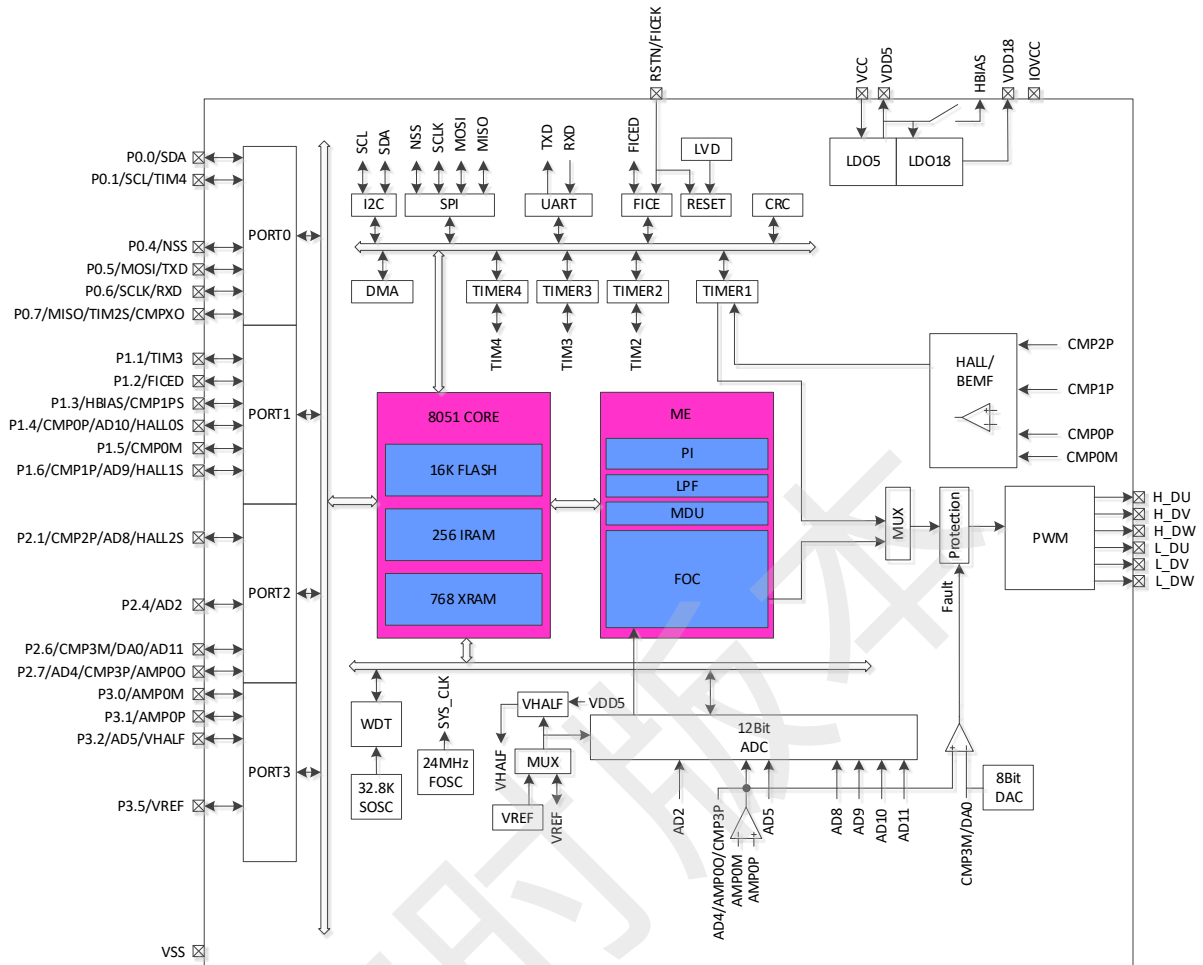 RSTN/FICEK
VCC
VDD5
HBIAS
VDD18
IOVCC
P0.0/SDA
P0.1/SCL/TIM4
P0.4/NSS
P0.5/MOSI/TXD
P0.6/SCLK/RXD
P0.7/MISO/TIM2S/CMPXO
P1.1/TIM3
P1.2/FICED
P1.3/HBIAS/CMP1PS
P1.4/CMP0P/AD10/HALL0S
P1.5/CMP0M
P1.6/CMP1P/AD9/HALL1S
P2.1/CMP2P/AD8/HALL2S
P2.4/AD2
P2.6/CMP3M/DA0/AD11
P2.7/AD4/CMP3P/AMP0O
P3.0/AMP0M
P3.1/AMP0P
P3.2/AD5/VHALF
P3.5/VREF
VSS
PORT0
PORT1
PORT2
PORT3
SCL
SDA
NSS
SCLK
MOSI
MISO
TXD
RXD
FICED
LVD
LDO5
LDO18
I2C
SPI
UART
FICE
RESET
CRC
DMA
TIMER4
TIMER3
TIMER2
TIMER1
TIM4
TIM3
TIM2
HALL/
BEMF
CMP2P
CMP1P
CMP0P
CMP0M
8051 CORE
16K FLASH
256 IRAM
768 XRAM
ME
PI
LPF
MDU
FOC
MUX
Protection
Fault
PWM
H_DU
H_DV
H_DW
L_DU
L_DV
L_DW
WDT
32.8K
SOSC
SYS_CLK
24MHz
FOSC
VHALF
VDD5
VHALF
MUX
VREF
VREF
12Bit
ADC
AD2
AD4/AMP0O/CMP3P
AMP0M
AMP0P
AD5
AD8
AD9
AD10
AD11
CMP3M/DA0
8Bit
DAC
时版本